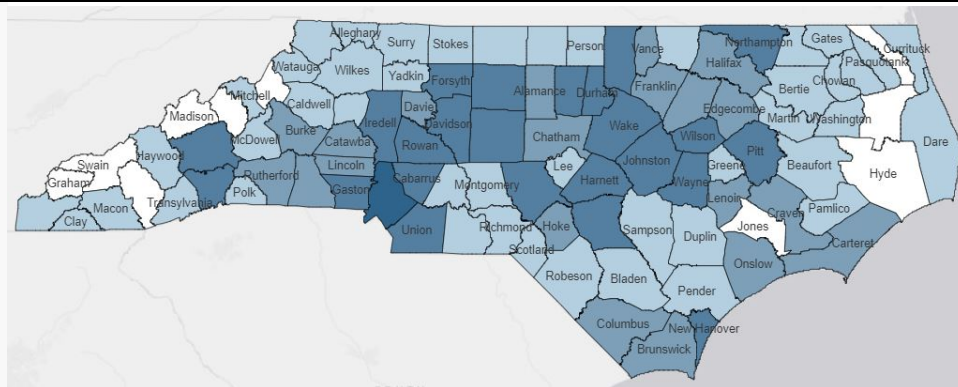 Alleghany
Surry
Stokes
Person
Vance
Northampton
Gates
Currituck
Pasquotank
Watauga
Wilkes
Yadkin
Forsyth
Halifax
Chowan
Bertie
Mitchell
Caldwell
Alamance
Durham
Franklin
Madison
Iredell
Davie
Davidson
Edgecombe
Martin
Washington
McDowell
Burke
Catawba
Rowan
Chatham
Wake
Wilson
Pitt
Dare
Haywood
Swain
Lincoln
Lee
Johnston
Greene
Beaufort
Graham
Rutherford
Gaston
Cabarrus
Montgomery
Harnett
Wayne
Hyde
Macon
Transylvania
Polk
Lenoir
Craven
Pamlico
Clay
Union
Richmond
Hoke
Sampson
Duplin
Jones
Scotland
Carteret
Robeson
Bladen
Onslow
Pender
Columbus
New Hanover
Brunswick